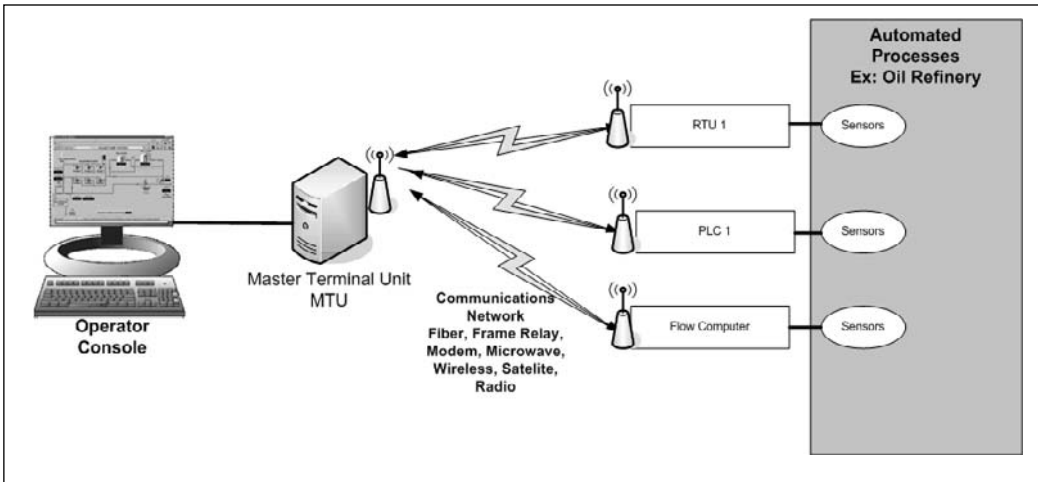 Operator
Console
Master Terminal Unit
MTU
Communications
Network
Fiber, Frame Relay,
Modem, Microwave,
Wireless, Satelite,
Radio
RTU 1
PLC 1
Flow Computer
Automated
Processes
Ex: Oil Refinery
Sensors
Sensors
Sensors